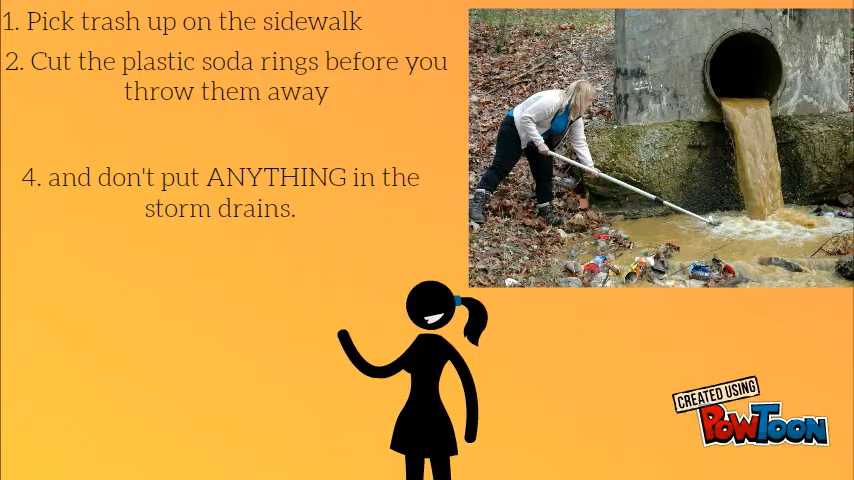 1. Pick trash up on the sidewalk
2. Cut the plastic soda rings before you
throw them away
4. and don't put ANYTHING in the
storm drains.
CREATED USING
POWTOON